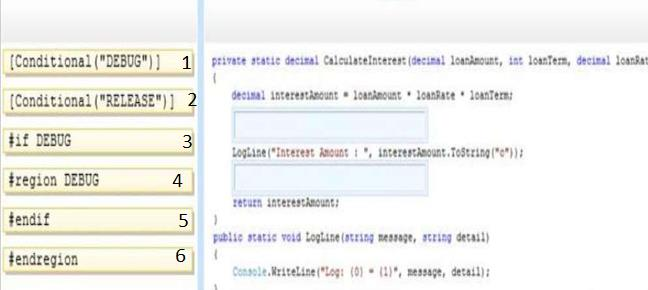 [Conditional("DEBUG")] 1
[Conditional("RELEASE")] 2
#if DEBUG 3
#region DEBUG 4
#endif 5
#endregion 6
private static decimal CalculateInterest(decimal loanAmount, int loanTerm, decimal loanRat
{
decimal interestAmount = loanAmount * loanRate * loanTerm;
LogLine("Interest Amount : ", interestAmount.ToString("c"));
return interestAmount;
}
public static void LogLine(string message, string detail)
{
Console.WriteLine("Log: {0} = {1}", message, detail);
}